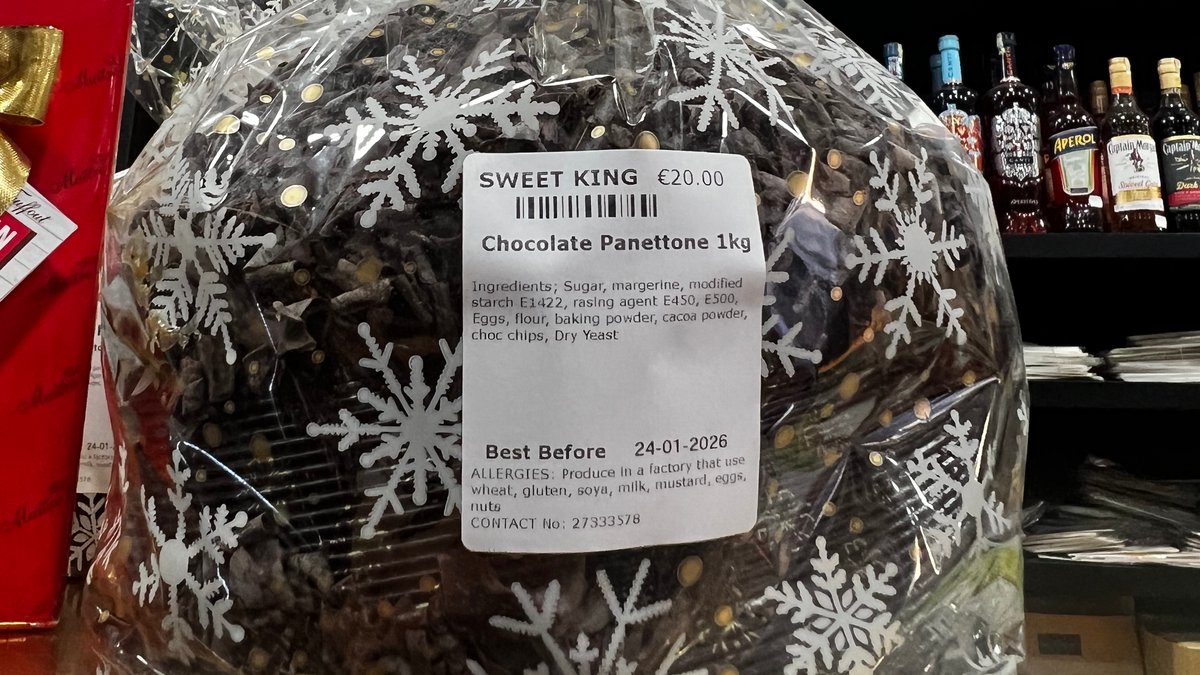 SWEET KING €20.00
Chocolate Panettone 1kg
Ingredients; Sugar, margerine, modified
starch E1422, rasing agent E450, E500,
Eggs, flour, baking powder, cacoa powder,
choc chips, Dry Yeast
Best Before 24-01-2026
ALLERGIES: Produce in a factory that use
wheat, gluten, soya, milk, mustard, eggs,
nuts
CONTACT No: 27333578
APEROL
Captain Morgan
Captain Morgan
Dark